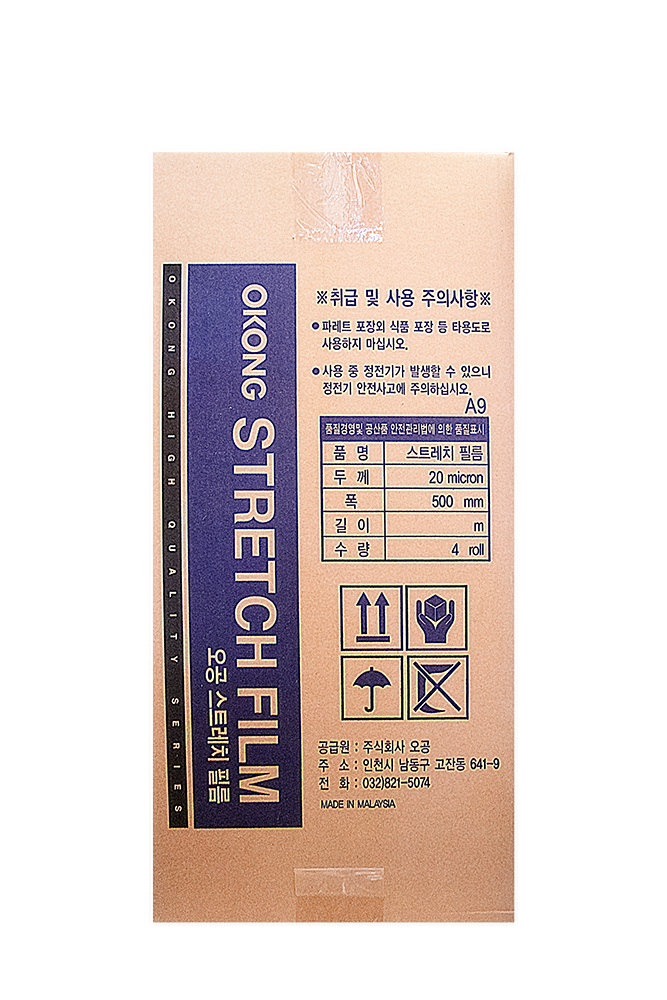 OKONG HIGH QUALITY SERIES
OKONG STRETCH FILM
오공 스트레치 필름
※취급 및 사용 주의사항※
●파레트 포장외 식품 포장 등 타용도로
사용하지 마십시오.
●사용 중 정전기가 발생할 수 있으니
정전기 안전사고에 주의하십시오.
A9
품질경영및 공산품 안전관리법에 의한 품질표시
품 명 스트레치 필름
두 께 20 micron
폭 500 mm
길 이 m
수 량 4 roll
공급원 : 주식회사 오공
주 소 : 인천시 남동구 고잔동 641-9
전 화 : 032)821-5074
MADE IN MALAYSIA